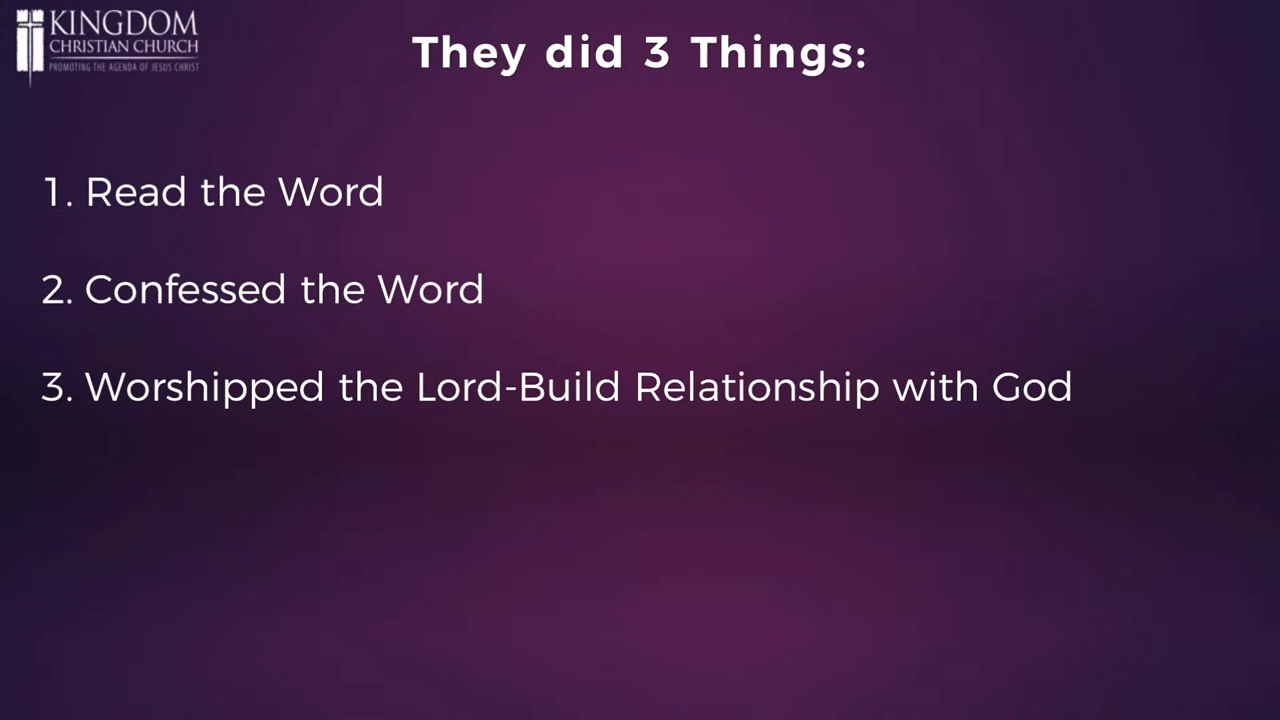 KINGDOM
CHRISTIAN CHURCH
PROMOTING THE AGENDA OF JESUS CHRIST
They did 3 Things:
1. Read the Word
2. Confessed the Word
3. Worshipped the Lord-Build Relationship with God